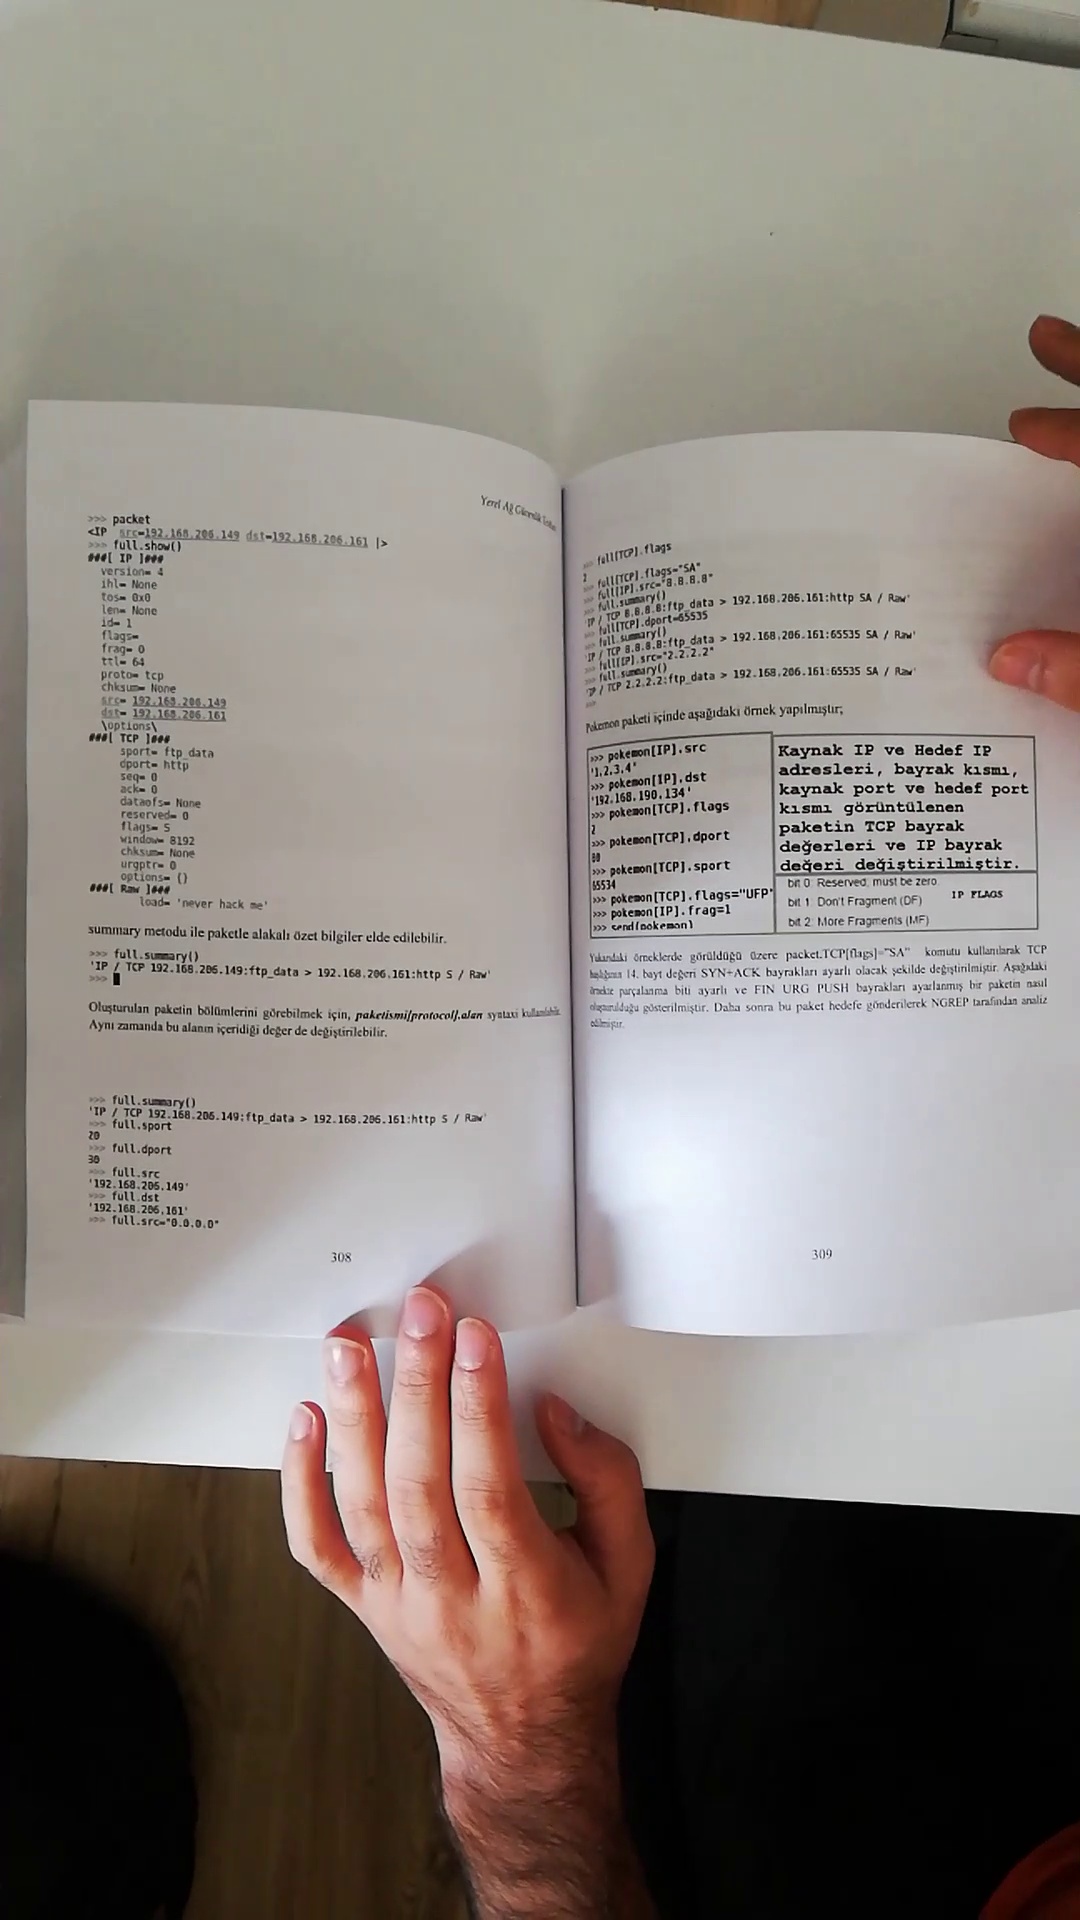 Yerel Ağ Güvenlik
>>> packet
<IP src=192.168.206.149 dst=192.168.206.161 |>
>>> full.show()
###[ IP ]###
version= 4
ihl= None
tos= 0x0
len= None
id= 1
flags=
frag= 0
ttl= 64
proto= tcp
chksum= None
src= 192.168.206.149
dst= 192.168.206.161
\options\
###[ TCP ]###
sport= ftp_data
dport= http
seq= 0
ack= 0
dataofs= None
reserved= 0
flags= S
window= 8192
chksum= None
urgptr= 0
options= {}
###[ Raw ]###
load= 'never hack me'
summary metodu ile paketle alakalı özet bilgiler elde edilebilir.
>>> full.summary()
'IP / TCP 192.168.206.149:ftp_data > 192.168.206.161:http S / Raw'
>>>
Oluşturulan paketin bölümlerini görebilmek için, paketismi[protocol].alan syntaxi kullanılabilir.
Aynı zamanda bu alanın içeridiği değer de değiştirilebilir.
>>> full.summary()
'IP / TCP 192.168.206.149:ftp_data > 192.168.206.161:http S / Raw'
>>> full.sport
20
>>> full.dport
30
>>> full.src
'192.168.206.149'
>>> full.dst
'192.168.206.161'
>>> full.src="0.0.0.0"
308
>>> full[TCP].flags
2
>>> full[TCP].flags="SA"
>>> full[IP].src="8.8.8.8"
>>> full.summary()
'IP / TCP 8.8.8.8:ftp_data > 192.168.206.161:http SA / Raw'
>>> full[TCP].dport=65535
>>> full.summary()
'IP / TCP 8.8.8.8:ftp_data > 192.168.206.161:65535 SA / Raw'
>>> full[IP].src="2.2.2.2"
>>> full.summary()
'IP / TCP 2.2.2.2:ftp_data > 192.168.206.161:65535 SA / Raw'
>>>
Pokemon paketi içinde aşağıdaki örnek yapılmıştır;
>>> pokemon[IP].src
'1.2.3.4'
>>> pokemon[IP].dst
'192.168.190.134'
>>> pokemon[TCP].flags
2
>>> pokemon[TCP].dport
80
>>> pokemon[TCP].sport
65534
>>> pokemon[TCP].flags="UFP"
>>> pokemon[IP].frag=1
>>> send(pokemon)
Kaynak IP ve Hedef IP
adresleri, bayrak kısmı,
kaynak port ve hedef port
kısmı görüntülenen
paketin TCP bayrak
değerleri ve IP bayrak
değeri değiştirilmiştir.
bit 0: Reserved, must be zero
bit 1: Don't Fragment (DF)
bit 2: More Fragments (MF)
IP FLAGS
Yukarıdaki örneklerde görüldüğü üzere packet.TCP[flags]="SA" komutu kullanılarak TCP
başlığının 14. bayt değeri SYN+ACK bayrakları ayarlı olacak şekilde değiştirilmiştir. Aşağıdaki
örnekte parçalanma biti ayarlı ve FIN URG PUSH bayrakları ayarlanmış bir paketin nasıl
oluşturulduğu gösterilmiştir. Daha sonra bu paket hedefe gönderilerek NGREP tarafından analiz
edilmiştir.
309